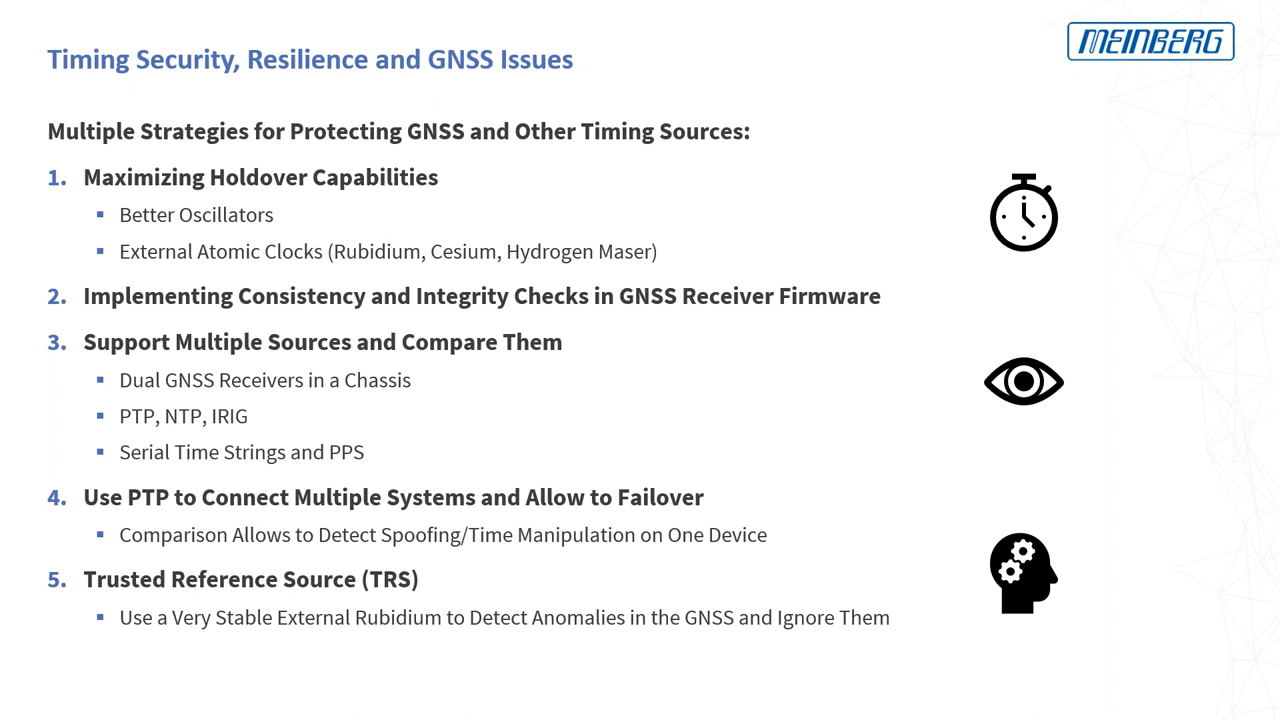 MEINBERG
Timing Security, Resilience and GNSS Issues
Multiple Strategies for Protecting GNSS and Other Timing Sources:
1. Maximizing Holdover Capabilities
▪ Better Oscillators
▪ External Atomic Clocks (Rubidium, Cesium, Hydrogen Maser)
2. Implementing Consistency and Integrity Checks in GNSS Receiver Firmware
3. Support Multiple Sources and Compare Them
▪ Dual GNSS Receivers in a Chassis
▪ PTP, NTP, IRIG
▪ Serial Time Strings and PPS
4. Use PTP to Connect Multiple Systems and Allow to Failover
▪ Comparison Allows to Detect Spoofing/Time Manipulation on One Device
5. Trusted Reference Source (TRS)
▪ Use a Very Stable External Rubidium to Detect Anomalies in the GNSS and Ignore Them